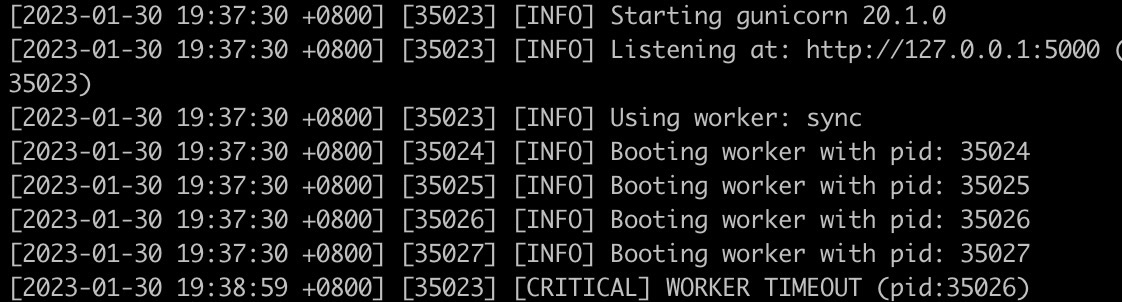 [2023-01-30 19:37:30 +0800] [35023] [INFO] Starting gunicorn 20.1.0
[2023-01-30 19:37:30 +0800] [35023] [INFO] Listening at: http://127.0.0.1:5000 (
35023)
[2023-01-30 19:37:30 +0800] [35023] [INFO] Using worker: sync
[2023-01-30 19:37:30 +0800] [35024] [INFO] Booting worker with pid: 35024
[2023-01-30 19:37:30 +0800] [35025] [INFO] Booting worker with pid: 35025
[2023-01-30 19:37:30 +0800] [35026] [INFO] Booting worker with pid: 35026
[2023-01-30 19:37:30 +0800] [35027] [INFO] Booting worker with pid: 35027
[2023-01-30 19:38:59 +0800] [35023] [CRITICAL] WORKER TIMEOUT (pid:35026)